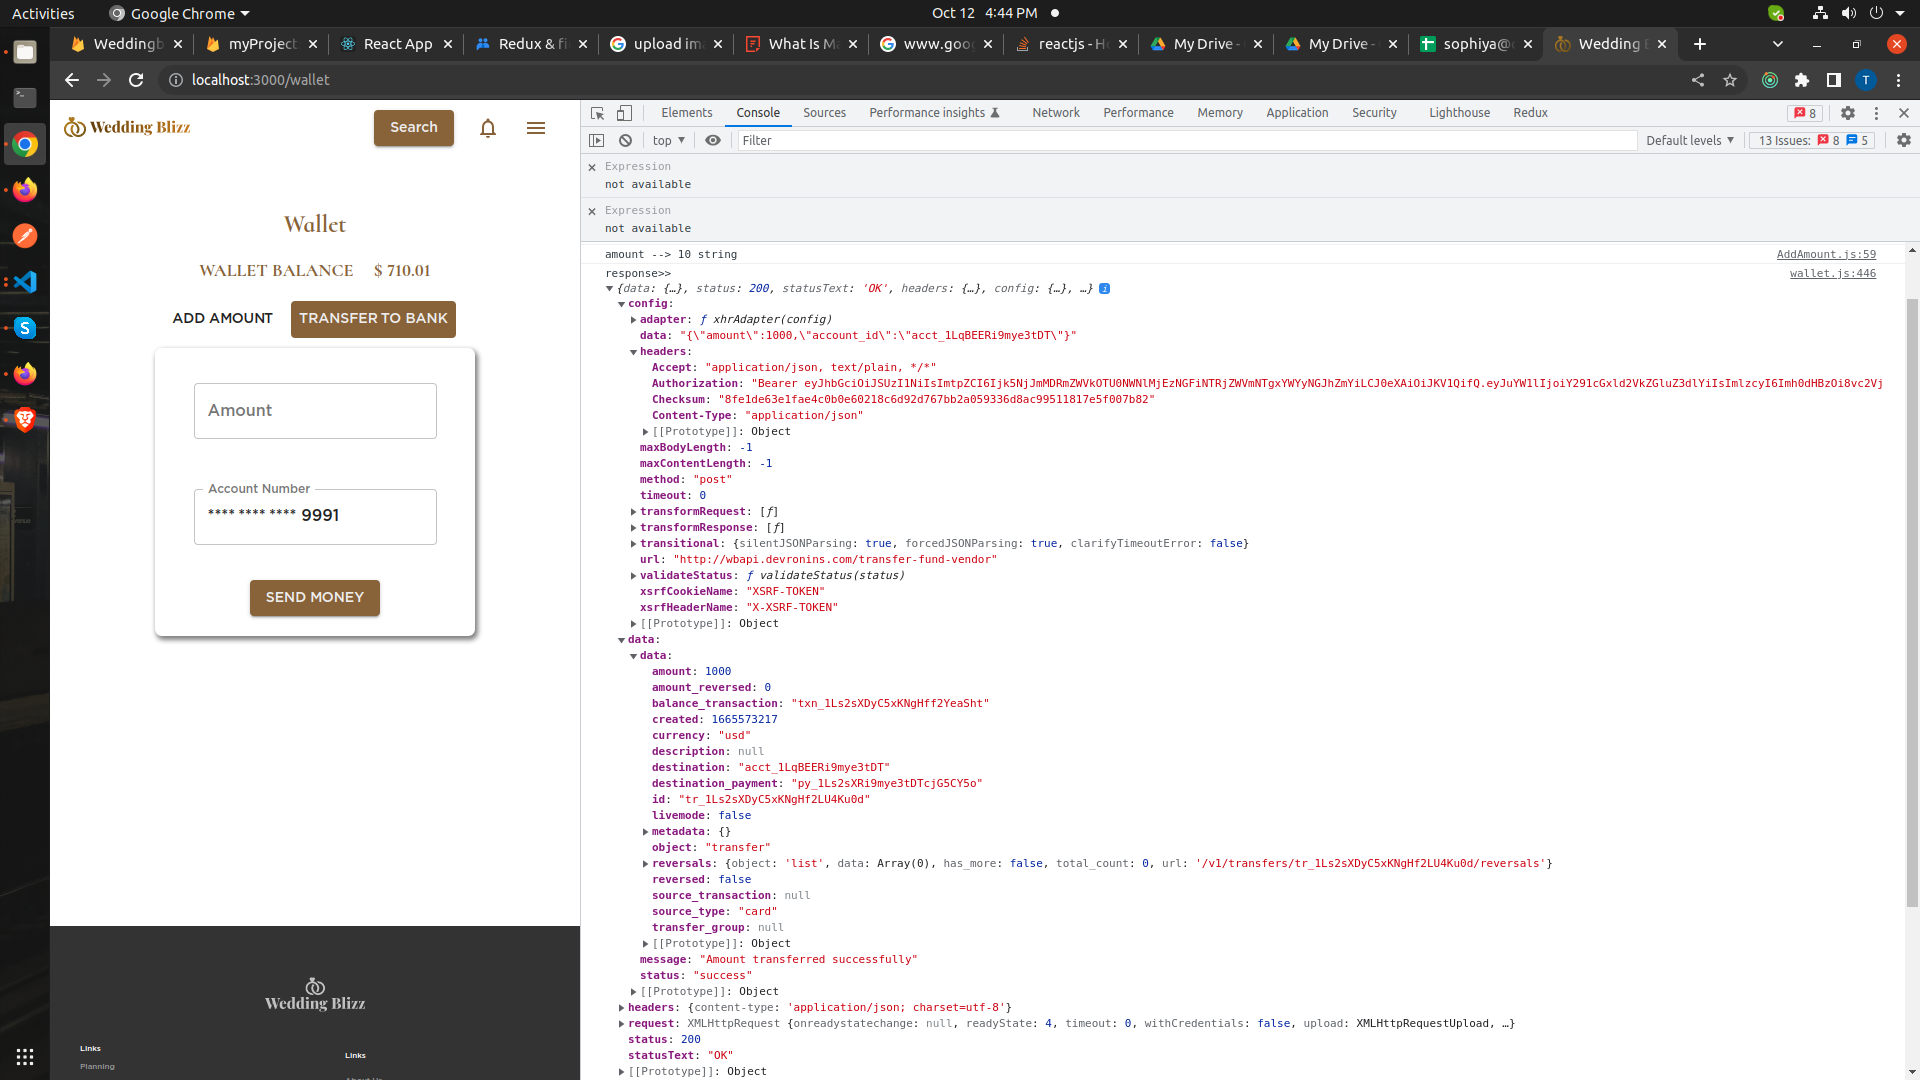 Activities Google Chrome Oct 12 4:44 PM
Weddingb myProject React App Redux & fi upload im What Is M www.goog reactjs - H My Drive - My Drive - sophiya@ Wedding
localhost:3000/wallet T
Wedding Blizz Search
Wallet
WALLET BALANCE $ 710.01
ADD AMOUNT TRANSFER TO BANK
Amount
Account Number
**** **** **** 9991
SEND MONEY
Wedding Blizz
Links
Planning
Links
About Us
Elements Console Sources Performance insights Network Performance Memory Application Security Lighthouse Redux 8
top Filter Default levels 13 Issues: 8 5
Expression
not available
Expression
not available
amount --> 10 string AddAmount.js:59
response>> wallet.js:446
{data: {…}, status: 200, statusText: 'OK', headers: {…}, config: {…}, …}
config:
adapter: ƒ xhrAdapter(config)
data: "{\"amount\":1000,\"account_id\":\"acct_1LqBEERi9mye3tDT\"}"
headers:
Accept: "application/json, text/plain, */*"
Authorization: "Bearer
Checksum: "8fe1de63e1fae4c0b0e60218c6d92d767bb2a059336d8ac99511817e5f007b82"
Content-Type: "application/json"
[[Prototype]]: Object
maxBodyLength: -1
maxContentLength: -1
method: "post"
timeout: 0
transformRequest: [ƒ]
transformResponse: [ƒ]
transitional: {silentJSONParsing: true, forcedJSONParsing: true, clarifyTimeoutError: false}
url: "http://wbapi.devronins.com/transfer-fund-vendor"
validateStatus: ƒ validateStatus(status)
xsrfCookieName: "XSRF-TOKEN"
xsrfHeaderName: "X-XSRF-TOKEN"
[[Prototype]]: Object
data:
data:
amount: 1000
amount_reversed: 0
balance_transaction: "txn_1Ls2sXDyC5xKNgHff2YeaSht"
created: 1665573217
currency: "usd"
description: null
destination: "acct_1LqBEERi9mye3tDT"
destination_payment: "py_1Ls2sXRi9mye3tDTcjG5CY5o"
id: "tr_1Ls2sXDyC5xKNgHf2LU4Ku0d"
livemode: false
metadata: {}
object: "transfer"
reversals: {object: 'list', data: Array(0), has_more: false, total_count: 0, url: '/v1/transfers/tr_1Ls2sXDyC5xKNgHf2LU4Ku0d/reversals'}
reversed: false
source_transaction: null
source_type: "card"
transfer_group: null
[[Prototype]]: Object
message: "Amount transferred successfully"
status: "success"
[[Prototype]]: Object
headers: {content-type: 'application/json; charset=utf-8'}
request: XMLHttpRequest {onreadystatechange: null, readyState: 4, timeout: 0, withCredentials: false, upload: XMLHttpRequestUpload, …}
status: 200
statusText: "OK"
[[Prototype]]: Object